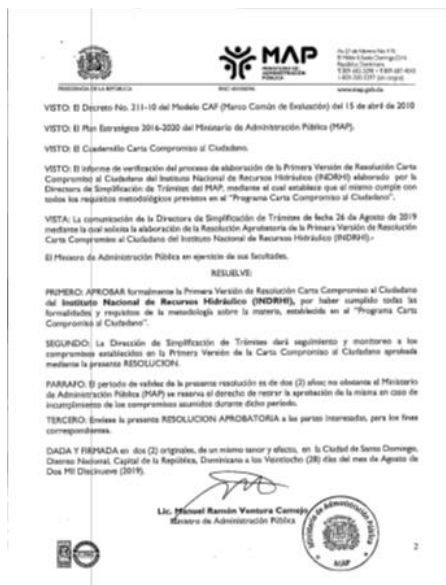 MAP
MINISTERIO DE
ADMINISTRACIÓN
PÚBLICA
República Dominicana
PRESIDENCIA DE LA REPÚBLICA
www.map.gob.do
VISTO: El Decreto No. 211-10 del Modelo CAF (Marco Común de Evaluación) del 15 de abril de 2010
VISTO: El Plan Estratégico 2016-2020 del Ministerio de Administración Pública (MAP).
VISTO: El Cuadernillo Carta Compromiso al Ciudadano.
VISTO: El informe de verificación del proceso de elaboración de la Primera Versión de Resolución Carta
Compromiso al Ciudadano del Instituto Nacional de Recursos Hidráulico (INDRHI) elaborado por la
Directora de Simplificación de Trámites del MAP, mediante el cual establece que el mismo cumple con
todos los requisitos metodológicos previstos en el "Programa Carta Compromiso al Ciudadano".
VISTA: La comunicación de la Directora de Simplificación de Trámites de fecha 26 de Agosto de 2019
mediante la cual solicita la elaboración de la Resolución Aprobatoria de la Primera Versión de Resolución
Carta Compromiso al Ciudadano del Instituto Nacional de Recursos Hidráulico (INDRHI).-
El Ministro de Administración Pública en ejercicio de sus facultades.
RESUELVE:
PRIMERO: APROBAR formalmente la Primera Versión de Resolución Carta Compromiso al Ciudadano
del Instituto Nacional de Recursos Hidráulico (INDRHI), por haber cumplido todas las
formalidades y requisitos de la metodología sobre la materia, establecida en el "Programa Carta
Compromiso al Ciudadano".
SEGUNDO: La Dirección de Simplificación de Trámites dará seguimiento y monitoreo a los
compromisos establecidos en la Primera Versión de la Carta Compromiso al Ciudadano aprobada
mediante la presente RESOLUCION.
PARRAFO: El período de validez de la presente resolución es de dos (2) años; no obstante el Ministerio
de Administración Pública (MAP) se reserva el derecho de retirar la aprobación de la misma en caso de
incumplimiento de los compromisos asumidos durante dicho período.
TERCERO: Envíese la presente RESOLUCION APROBATORIA a las partes interesadas, para los fines
correspondientes.
DADA Y FIRMADA en dos (2) originales, de un mismo tenor y efecto, en la Ciudad de Santo Domingo,
Distrito Nacional, Capital de la República, Dominicana a los Veintiocho (28) días del mes de Agosto de
Dos Mil Diecinueve (2019).
Lic. Manuel Ramón Ventura Camejo
Ministro de Administración Pública
Ministerio de Administración Pública
MAP
2